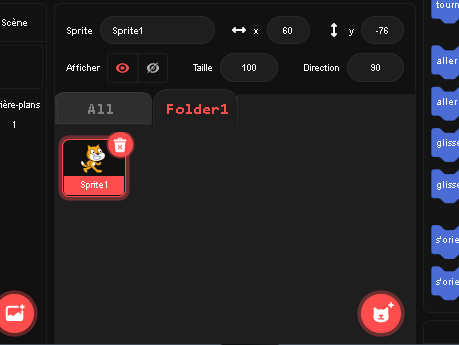 Scène
Sprite Sprite1 x 60 y -76
Afficher Taille 100 Direction 90
All Folder1
Sprite1
ière-plans
1
tourn
aller
aller
glisse
glisse
s'orie
s'orie